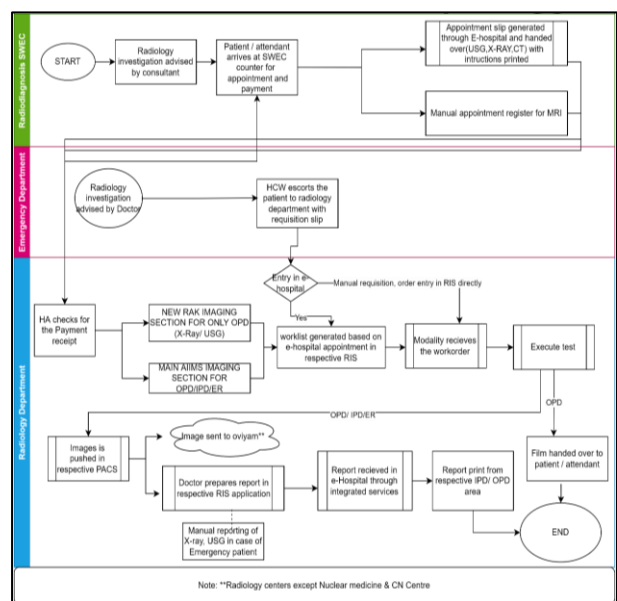 Radiodiagnosis SWEC
START
Radiology
investigation
advised by
consultant
Patient / attendant
arrives at SWEC
counter for
appointment and
payment
Appointment slip generated
through E-hospital and handed
over(USG,X-RAY,CT) with
intructions printed
Manual appointment register for MRI
Emergency Department
Radiology
investigation
advised by Doctor
HCW escorts the
patient to radiology
department with
requisition slip
Radiology Department
Entry in e-
hospital
Manual requisition, order entry in RIS directly
Yes
HA checks for
the Payment
receipt
NEW RAK IMAGING
SECTION FOR ONLY OPD
(X-Ray/ USG)
MAIN AIIMS IMAGING
SECTION FOR
OPD/IPD/ER
worklist generated based on
e-hospital appointment in
respective RIS
Modality recieves
the workorder
Execute test
OPD/ IPD/ER
OPD
Images is
pushed in
respective PACS
Image sent to oviyam**
Doctor prepares report in
respective RIS application
Manual reporting of
X-ray, USG in case of
Emergency patient
Report recieved in
e-Hospital through
integrated services
Report print from
respective IPD/ OPD
area
Film handed over to
patient / attendant
END
Note: **Radiology centers except Nuclear medicine & CN Centre